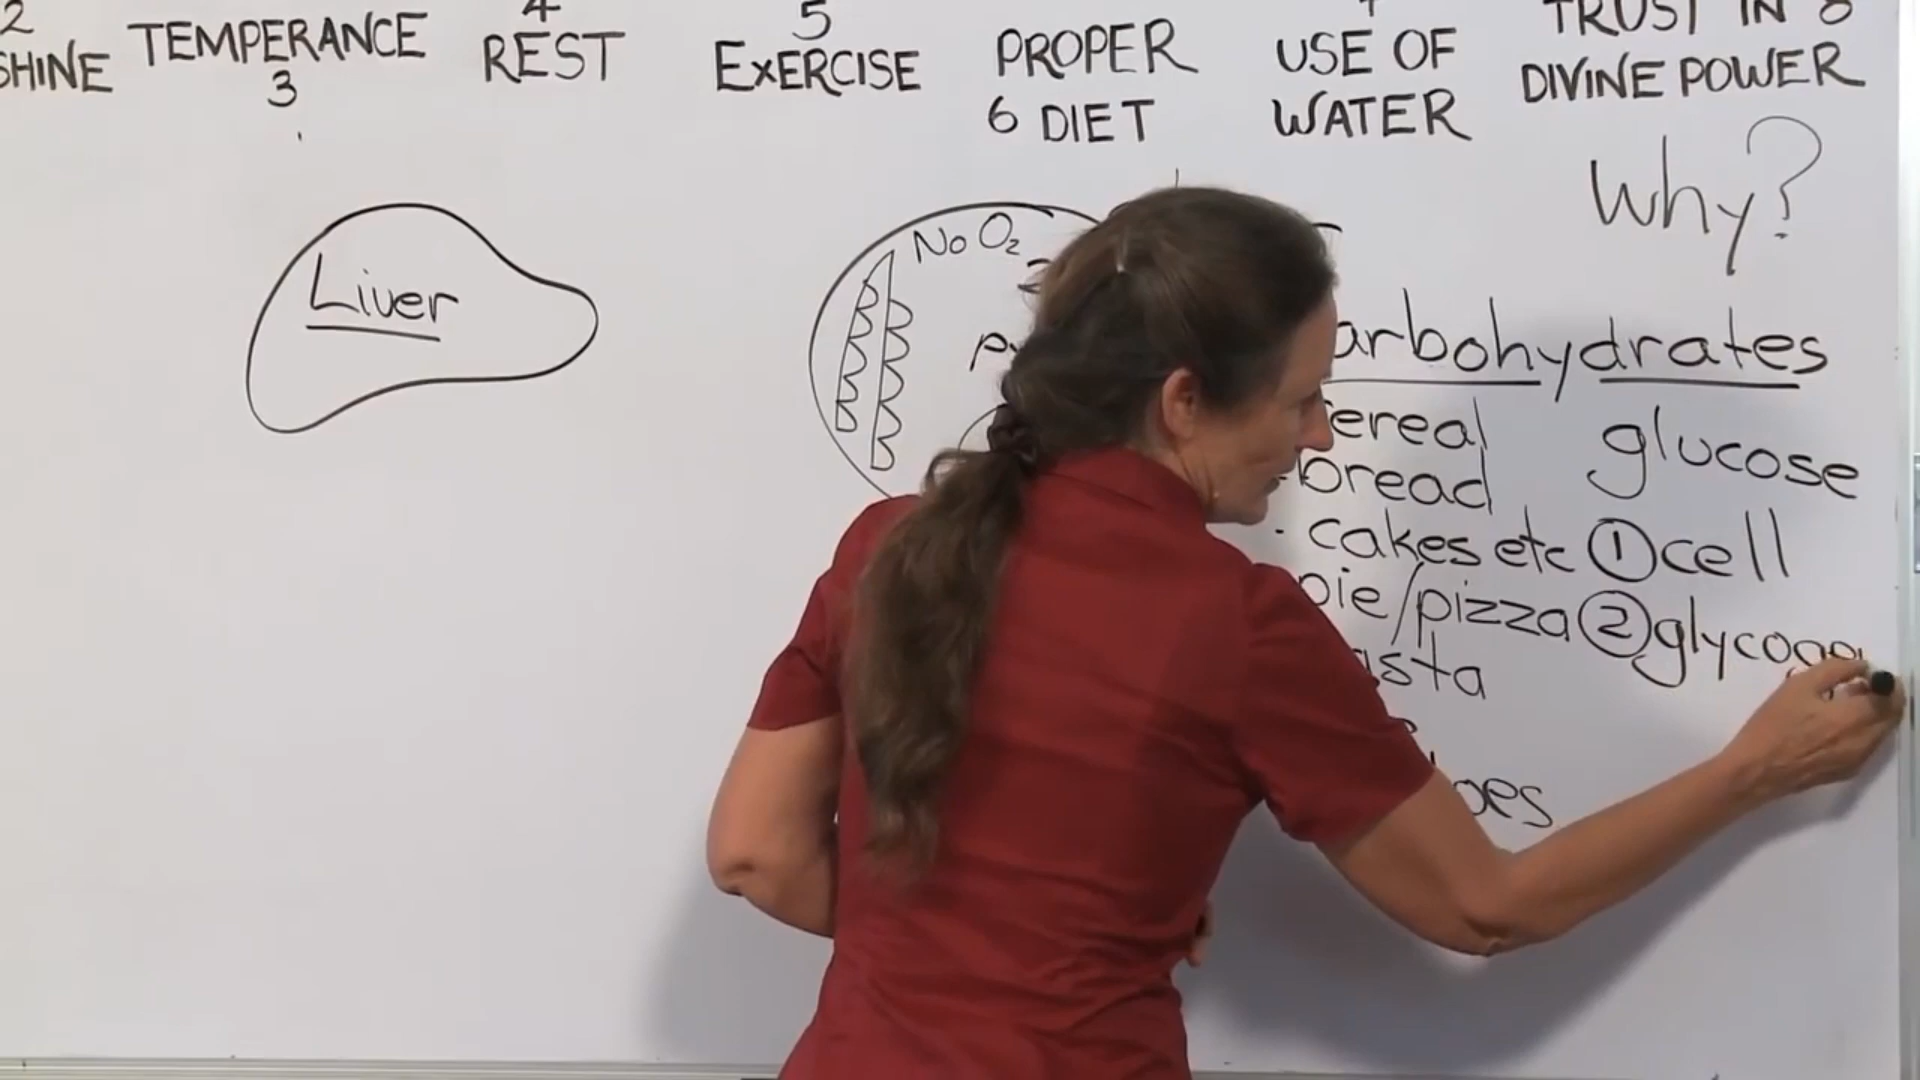 2 4 5
TEMPERANCE REST EXERCISE PROPER USE OF TRUST IN 8
SHINE 3 6 DIET WATER DIVINE POWER
Why?
Liver
No O2
arbohydrates
ereal glucose
bread
· cakes etc ① cell
pie/pizza ② glycogen
asta
oes